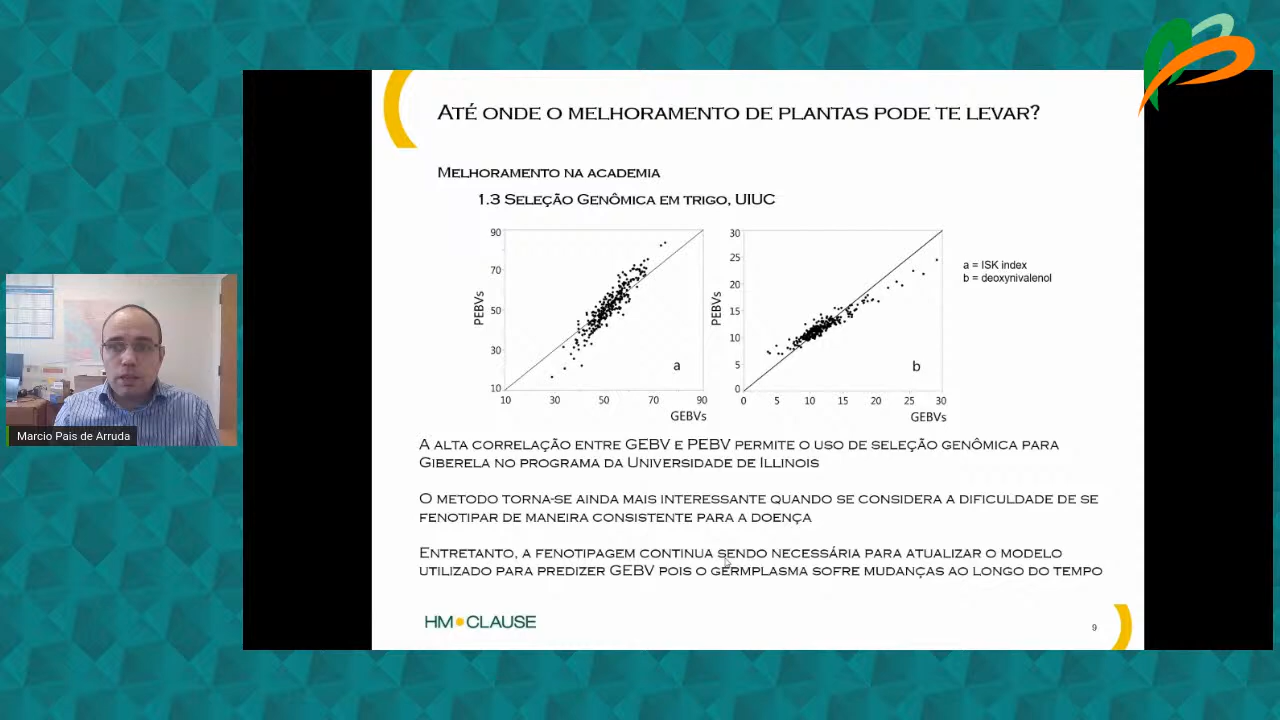 ATÉ ONDE O MELHORAMENTO DE PLANTAS PODE TE LEVAR?
MELHORAMENTO NA ACADEMIA
1.3 SELEÇÃO GENÔMICA EM TRIGO, UIUC
90
70
50
30
10
PEBVs
10 30 50 70 90
GEBVs
a
30
25
20
15
10
5
0
PEBVs
0 5 10 15 20 25 30
GEBVs
b
a = ISK index
b = deoxynivalenol
A ALTA CORRELAÇÃO ENTRE GEBV E PEBV PERMITE O USO DE SELEÇÃO GENÔMICA PARA
GIBERELA NO PROGRAMA DA UNIVERSIDADE DE ILLINOIS
O METODO TORNA-SE AINDA MAIS INTERESSANTE QUANDO SE CONSIDERA A DIFICULDADE DE SE
FENOTIPAR DE MANEIRA CONSISTENTE PARA A DOENÇA
ENTRETANTO, A FENOTIPAGEM CONTINUA SENDO NECESSÁRIA PARA ATUALIZAR O MODELO
UTILIZADO PARA PREDIZER GEBV POIS O GERMPLASMA SOFRE MUDANÇAS AO LONGO DO TEMPO
HM•CLAUSE
9
Marcio Pais de Arruda